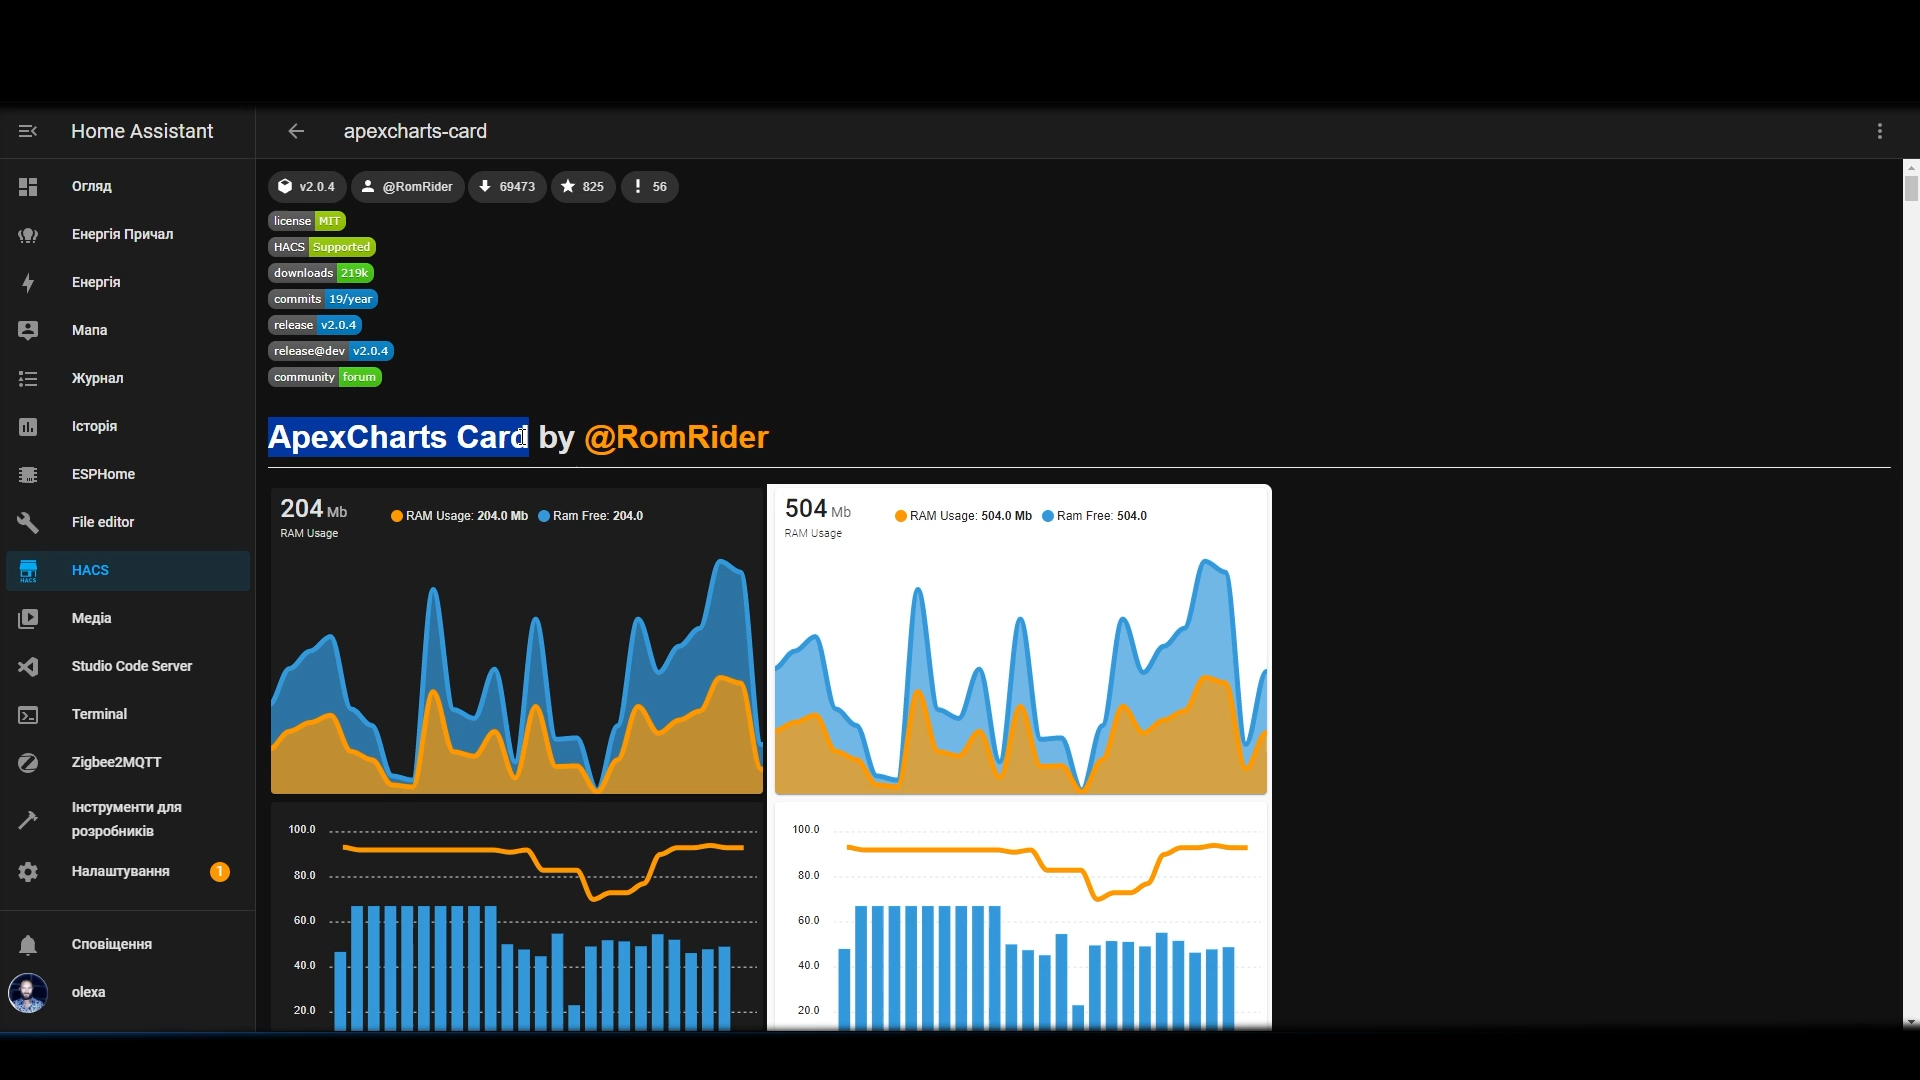 Home Assistant
apexcharts-card
Огляд
Енергія Причал
Енергія
Мапа
Журнал
Історія
ESPHome
File editor
HACS
HACS
Медіа
Studio Code Server
Terminal
Zigbee2MQTT
Інструменти для
розробників
Налаштування 1
Сповіщення
olexa
v2.0.4 @RomRider 69473 825 56
license MIT
HACS Supported
downloads 219k
commits 19/year
release v2.0.4
release@dev v2.0.4
community forum
ApexCharts Card by @RomRider
204 Mb RAM Usage: 204.0 Mb Ram Free: 204.0
RAM Usage
504 Mb RAM Usage: 504.0 Mb Ram Free: 504.0
RAM Usage
100.0
80.0
60.0
40.0
20.0
100.0
80.0
60.0
40.0
20.0